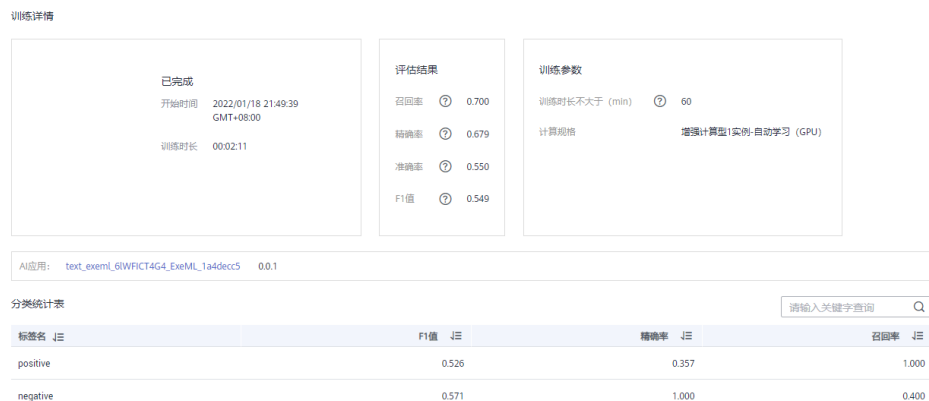 训练详情
已完成
开始时间 2022/01/18 21:49:39
GMT+08:00
训练时长 00:02:11
评估结果
召回率 ? 0.700
精确率 ? 0.679
准确率 ? 0.550
F1值 ? 0.549
训练参数
训练时长不大于（min） ? 60
计算规格 增强计算型1实例-自动学习（GPU）
AI应用： text_exeml_6lWFICT4G4_ExeML_1a4decc5 0.0.1
分类统计表
请输入关键字查询
标签名 F1值 精确率 召回率
positive 0.526 0.357 1.000
negative 0.571 1.000 0.400